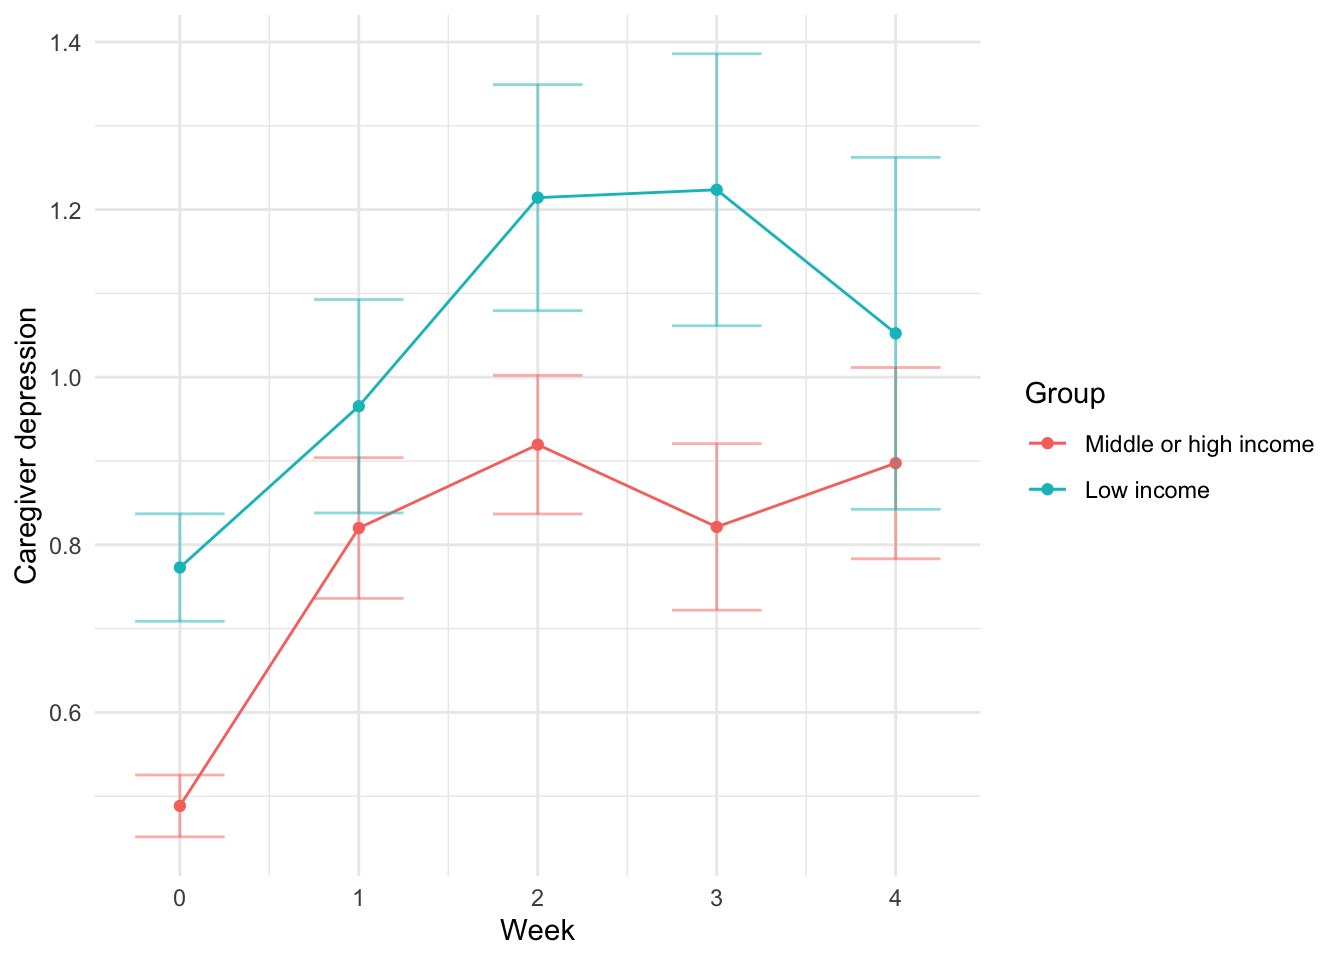 1.4
1.2
1.0
0.8
0.6
Caregiver depression
0 1 2 3 4
Week
Group
Middle or high income
Low income